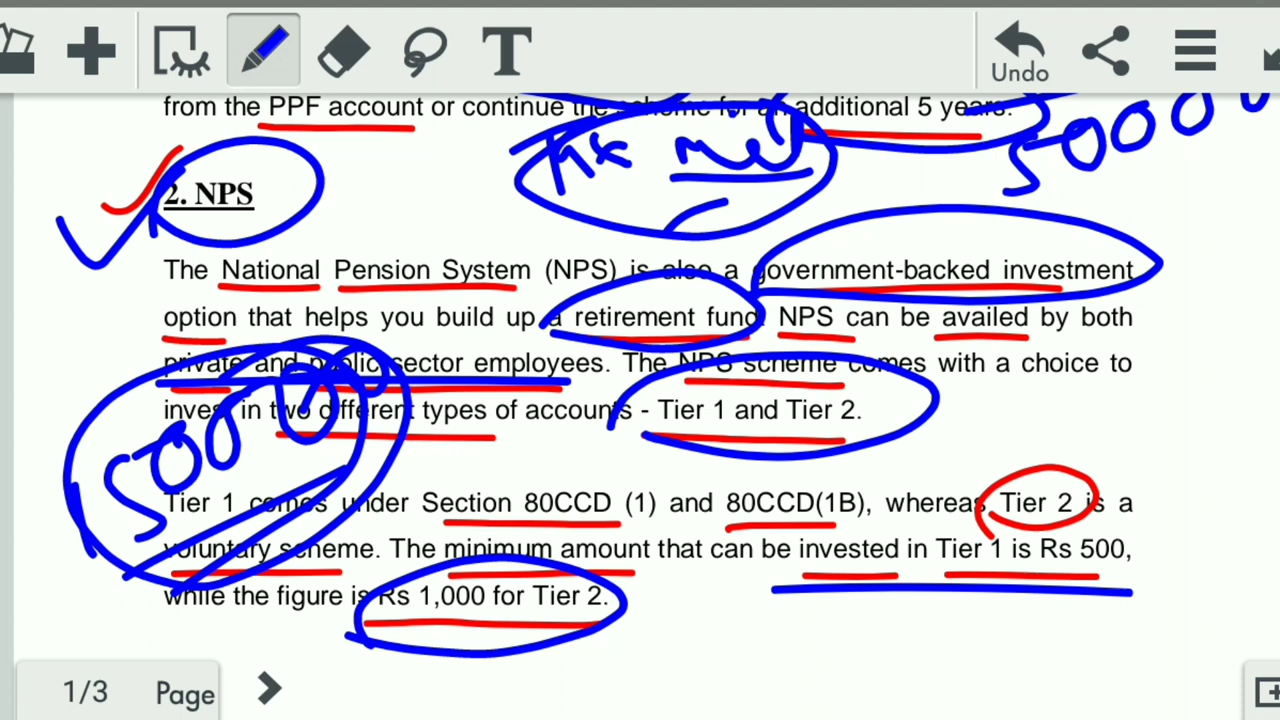 T
Undo
from the PPF account or continue the scheme for an additional 5 years.
5000
2. NPS
The National Pension System (NPS) is also a government-backed investment
option that helps you build up a retirement fund. NPS can be availed by both
private and public sector employees. The NPS scheme comes with a choice to
invest in two different types of accounts - Tier 1 and Tier 2.
Tier 1 comes under Section 80CCD (1) and 80CCD(1B), whereas Tier 2 is a
voluntary scheme. The minimum amount that can be invested in Tier 1 is Rs 500,
while the figure is Rs 1,000 for Tier 2.
1/3 Page